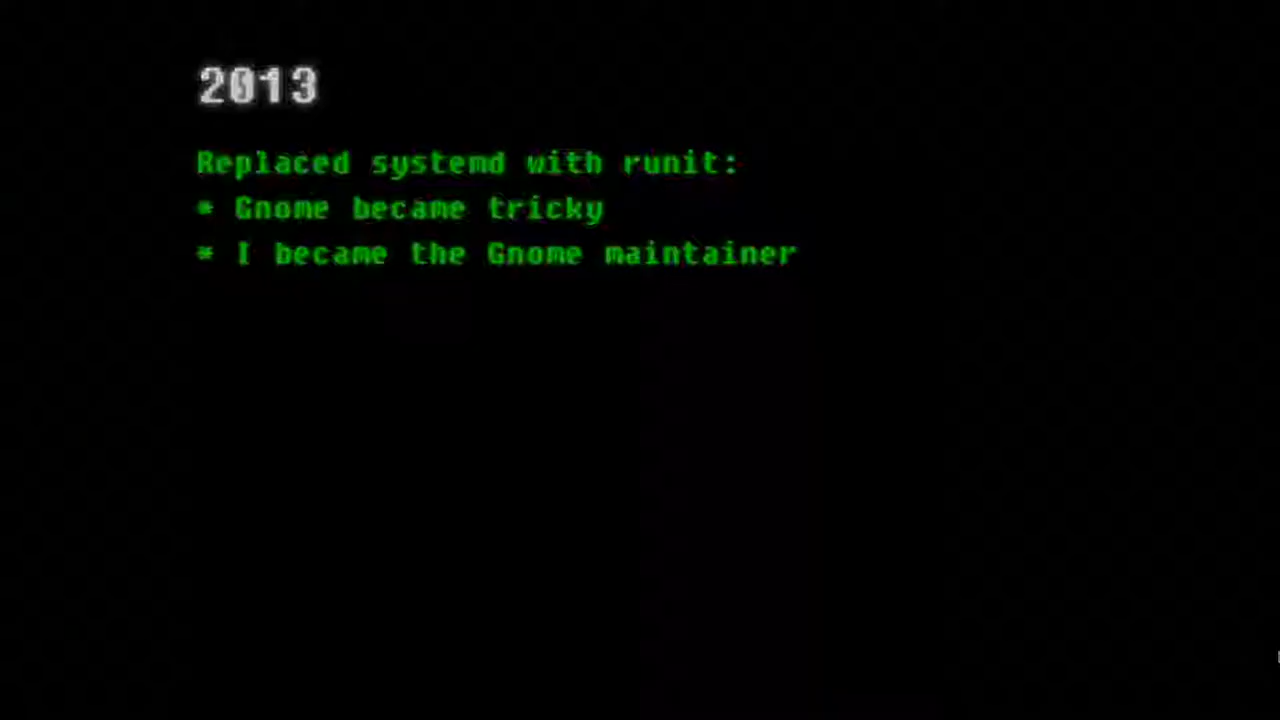 2013
Replaced systemd with runit:
* Gnome became tricky
* I became the Gnome maintainer